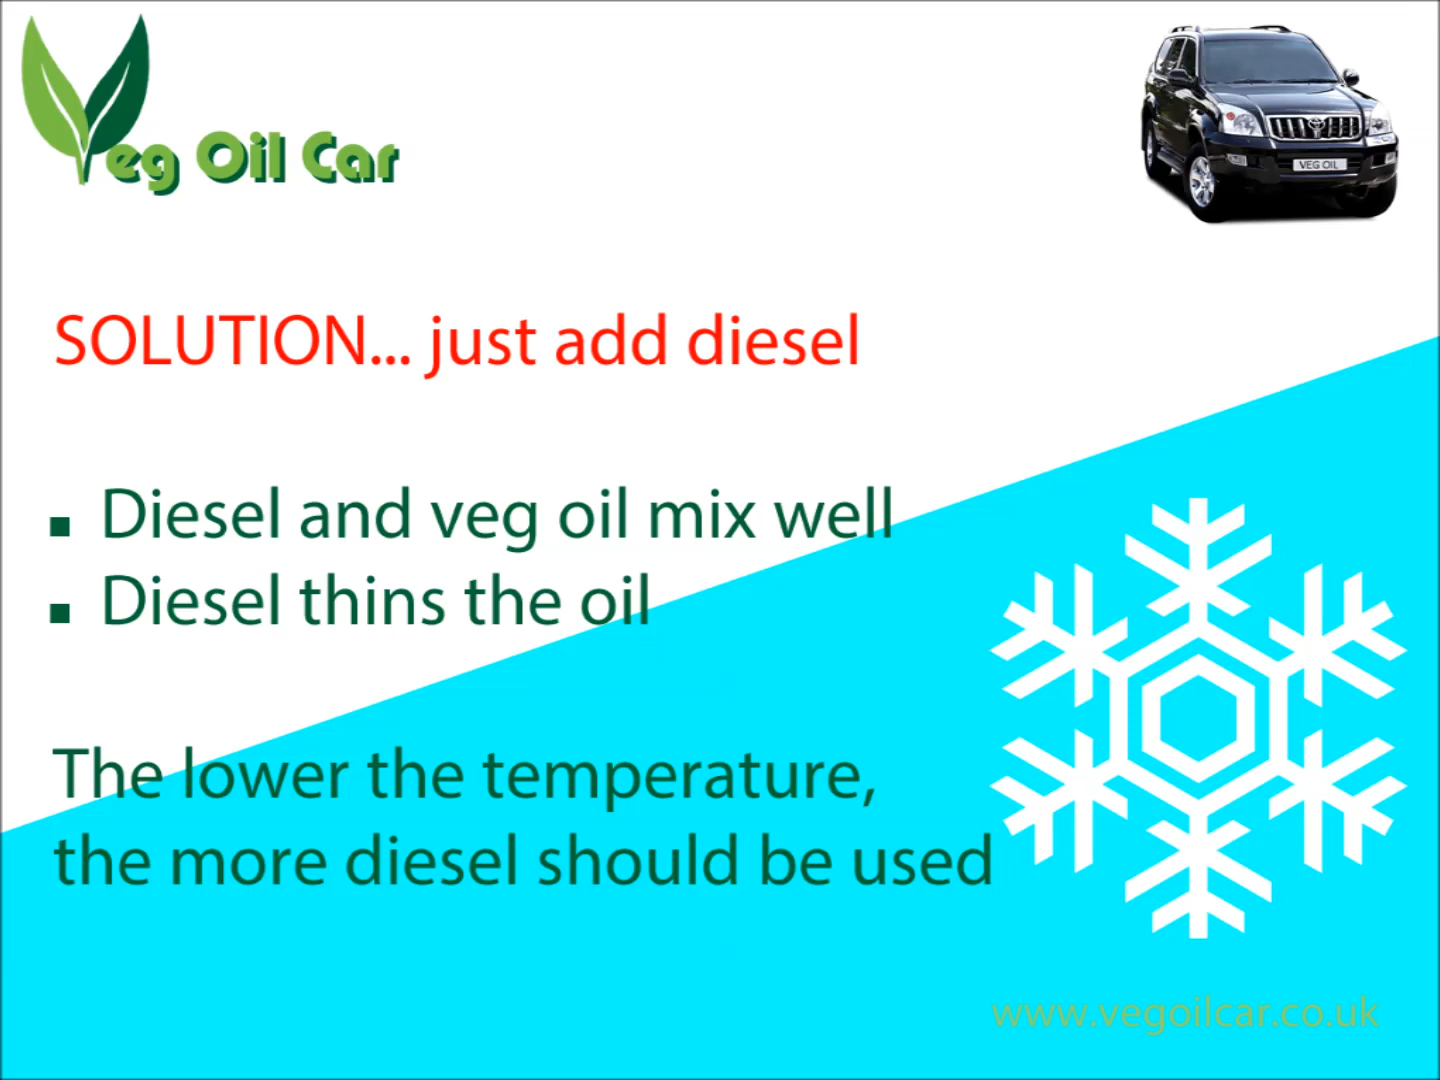 Veg Oil Car
VEG OIL
SOLUTION... just add diesel
▪ Diesel and veg oil mix well
▪ Diesel thins the oil
The lower the temperature,
the more diesel should be used
www.vegoilcar.co.uk